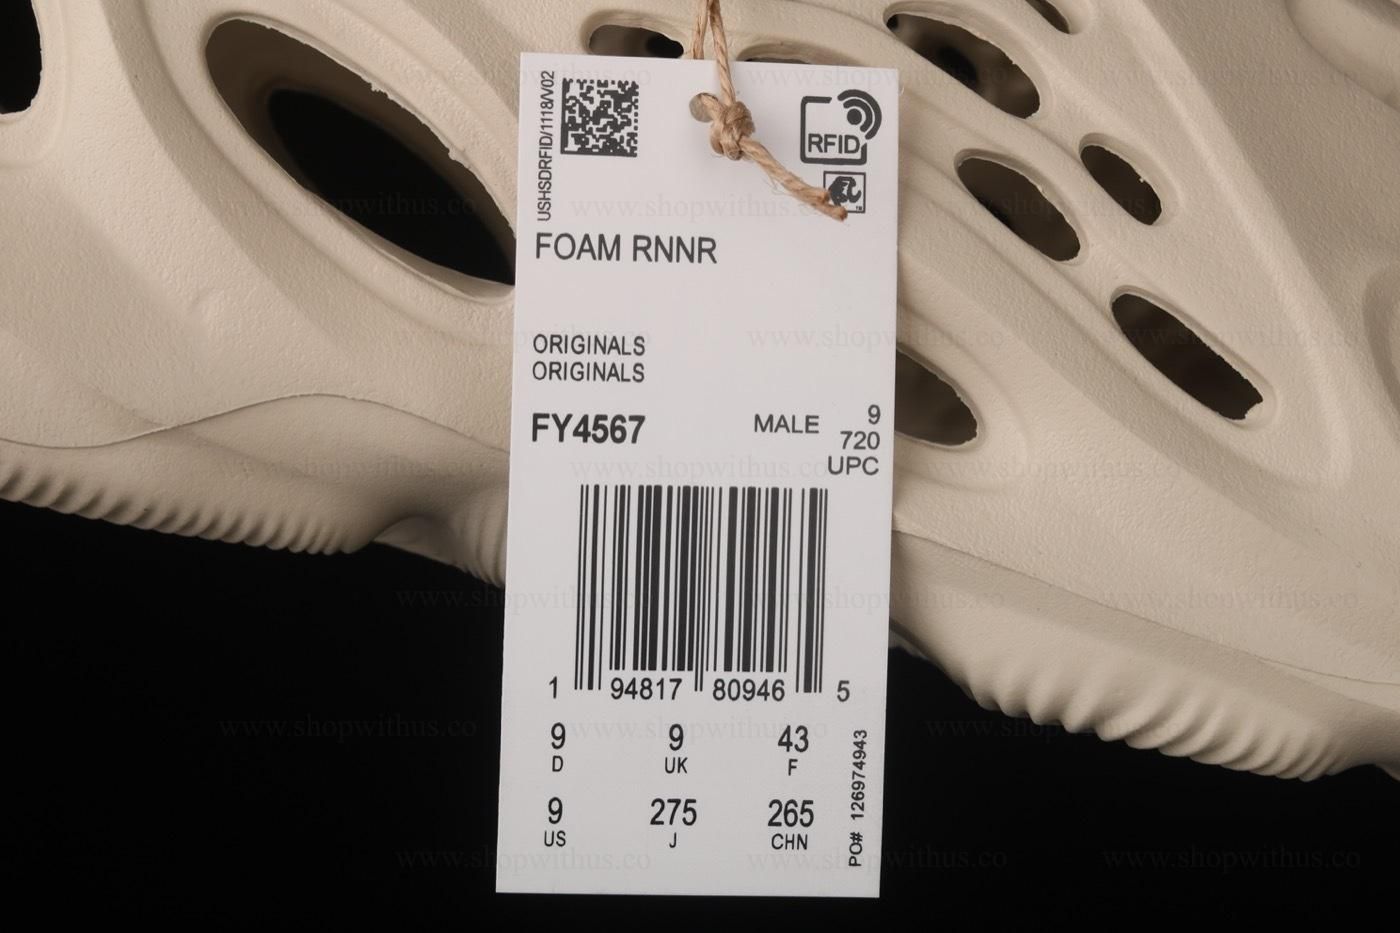 USHSDRFID/1118/V02
RFID
FOAM RNNR
ORIGINALS
ORIGINALS
FY4567
MALE 9
720
UPC
1 94817 80946 5
9 9 43
D UK F
9 275 265
US J CHN
PO# 126974943
www.shopwithus.co